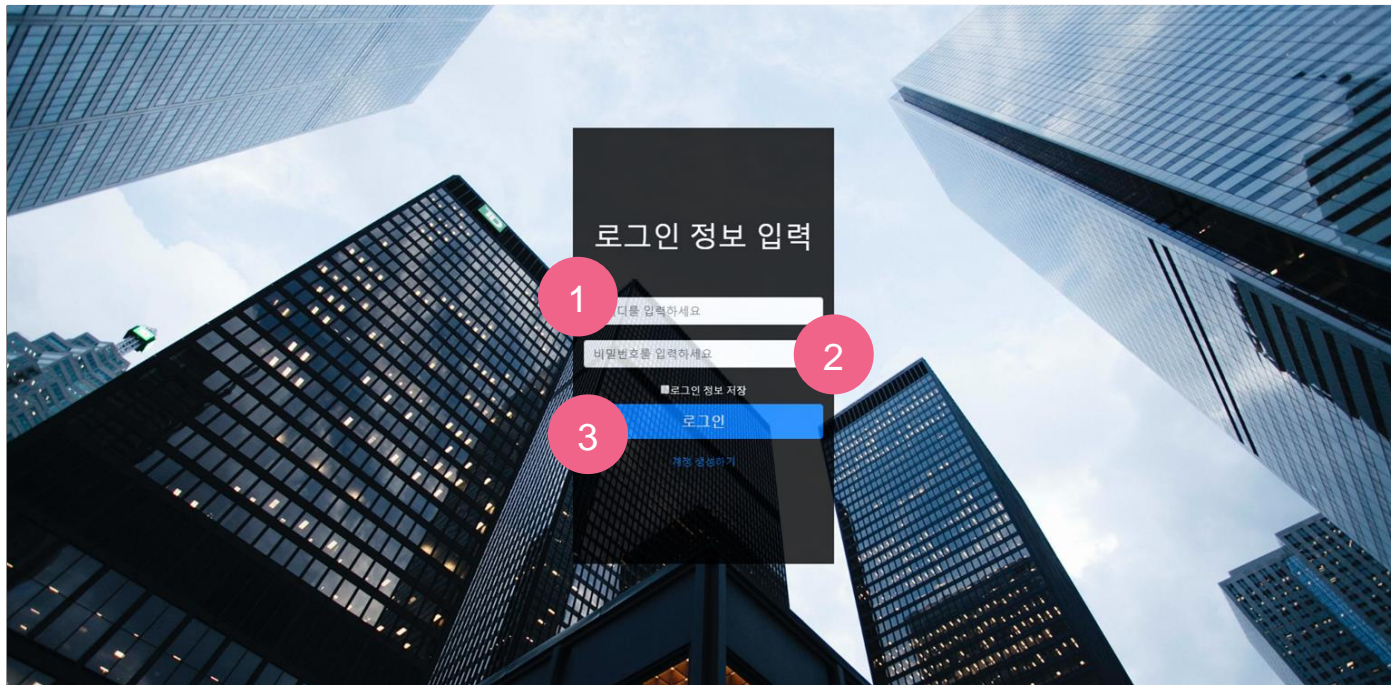 로그인 정보 입력
1
디를 입력하세요
비밀번호를 입력하세요
2
로그인 정보 저장
3
로그인
계정 생성하기